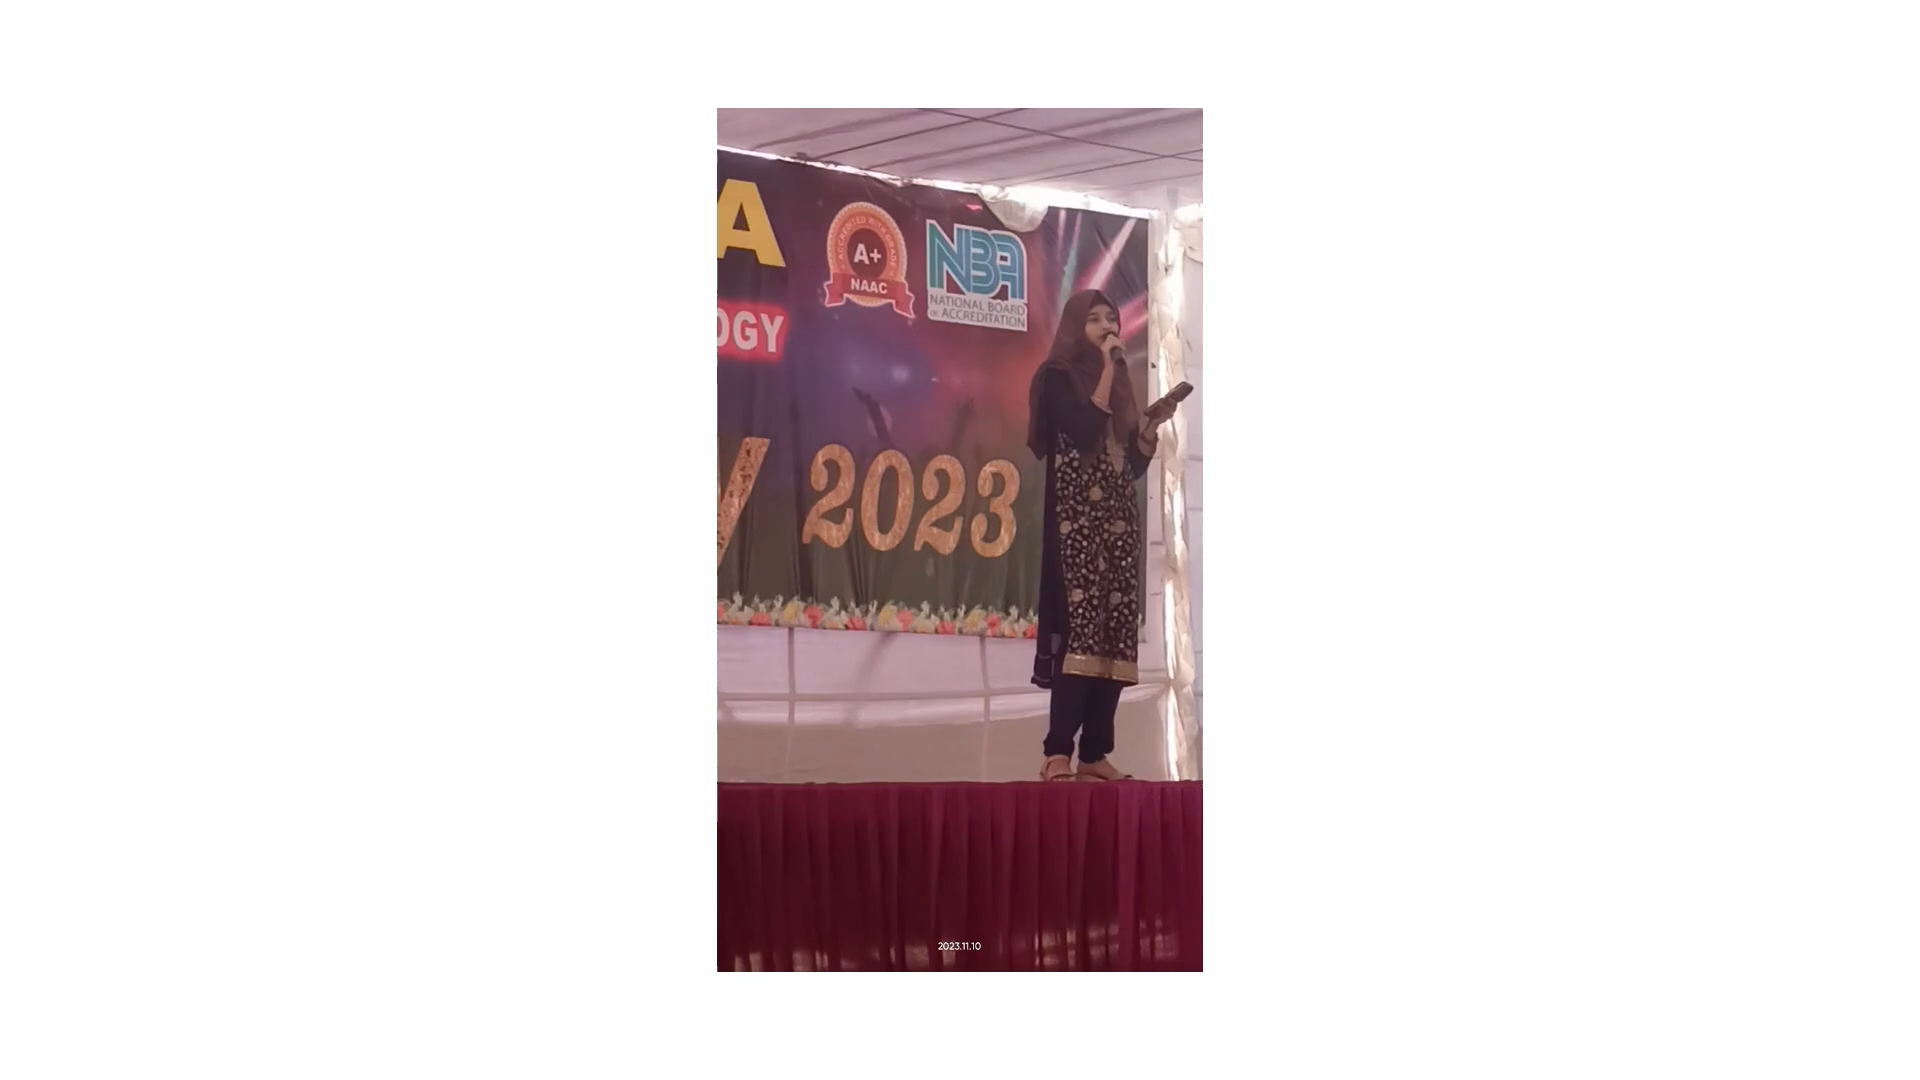 A
ACCREDITED WITH GRADE
A+
NAAC
NBA
NATIONAL BOARD
OF ACCREDITATION
OGY
Y 2023
2023.11.10